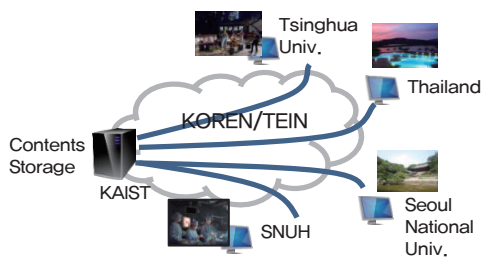 Tsinghua
Univ.
Thailand
KOREN/TEIN
Contents
Storage
KAIST
SNUH
Seoul
National
Univ.